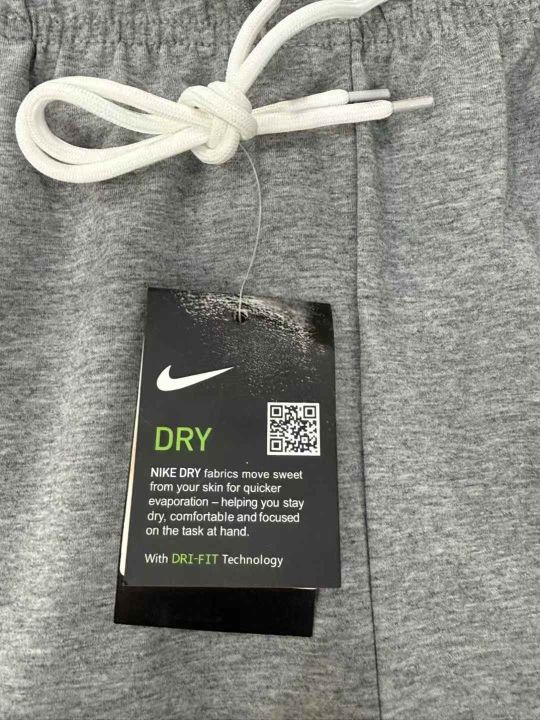 DRY
NIKE DRY fabrics move sweet
from your skin for quicker
evaporation – helping you stay
dry, comfortable and focused
on the task at hand.
With DRI-FIT Technology